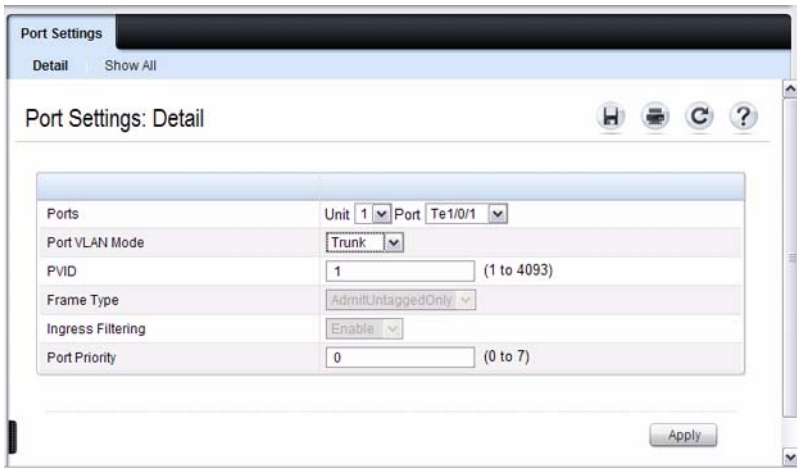 Port Settings
Detail Show All
Port Settings: Detail
Ports Unit 1 Port Te1/0/1
Port VLAN Mode Trunk
PVID 1 (1 to 4093)
Frame Type AdmitUntaggedOnly
Ingress Filtering Enable
Port Priority 0 (0 to 7)
Apply